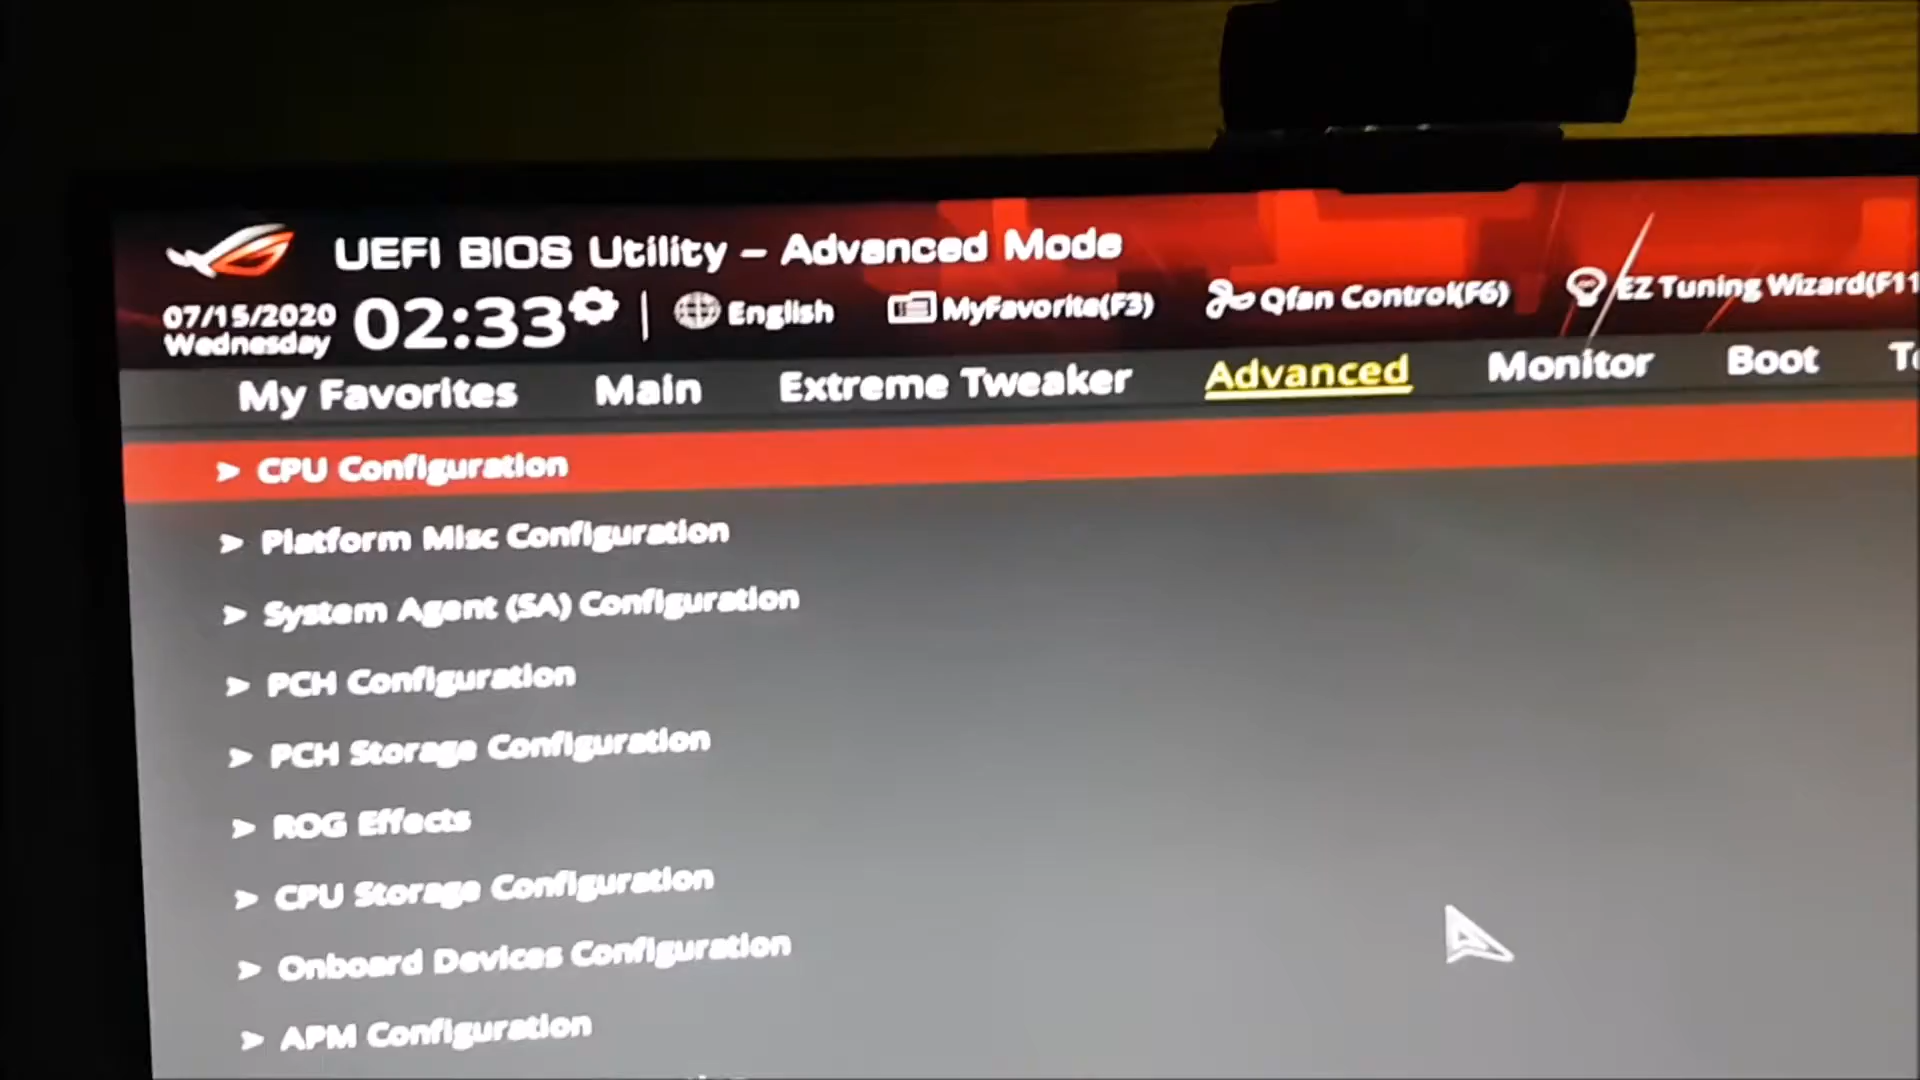 UEFI BIOS Utility – Advanced Mode
07/15/2020
Wednesday
02:33
English
MyFavorite(F3)
Qfan Control(F6)
EZ Tuning Wizard(F11
My Favorites
Main
Extreme Tweaker
Advanced
Monitor
Boot
> CPU Configuration
> Platform Misc Configuration
> System Agent (SA) Configuration
> PCH Configuration
> PCH Storage Configuration
> ROG Effects
> CPU Storage Configuration
> Onboard Devices Configuration
> APM Configuration